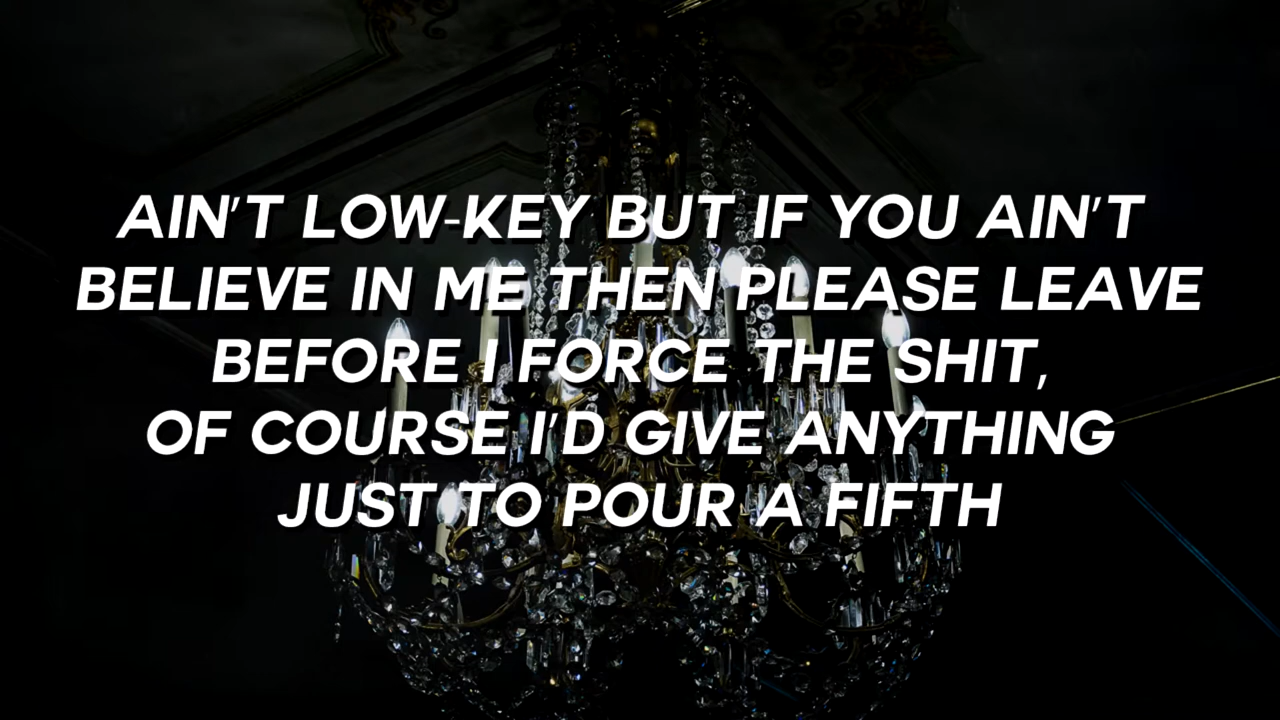 AIN'T LOW-KEY BUT IF YOU AIN'T
BELIEVE IN ME THEN PLEASE LEAVE
BEFORE I FORCE THE SHIT,
OF COURSE I'D GIVE ANYTHING
JUST TO POUR A FIFTH